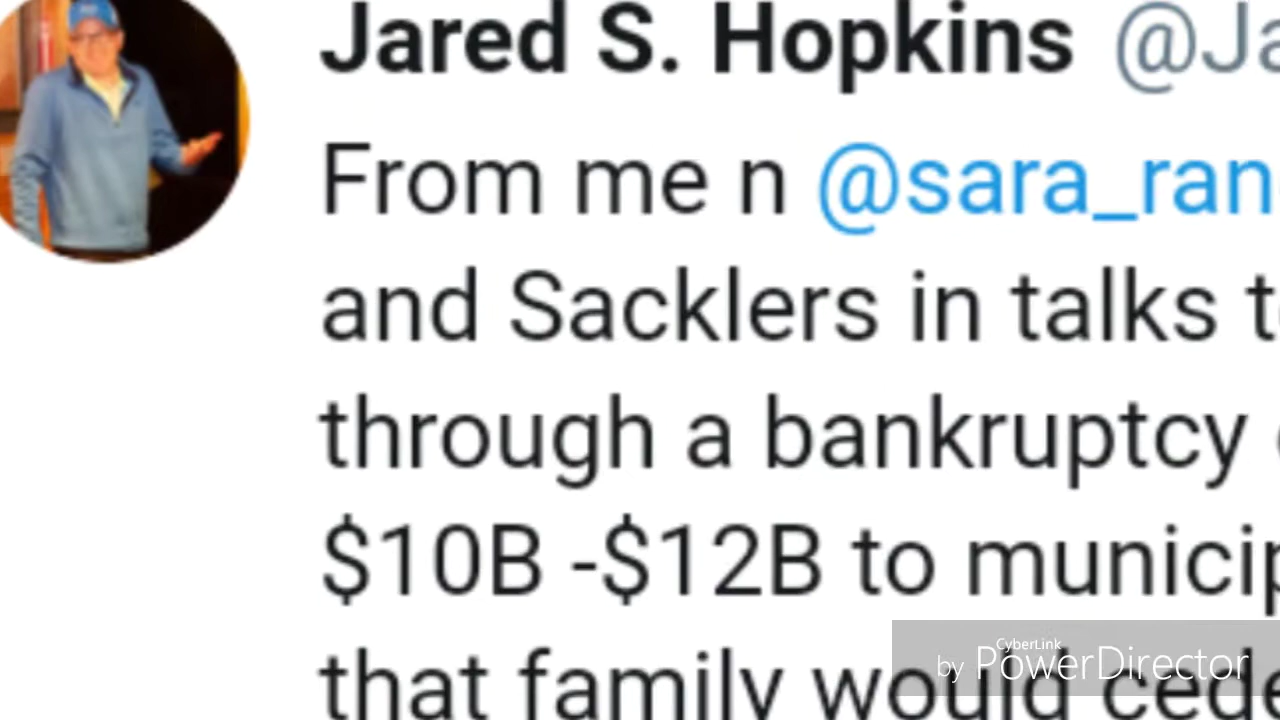 Jared S. Hopkins @Ja
From me n @sara_ran
and Sacklers in talks t
through a bankruptcy
$10B -$12B to municip
that family would cede
CyberLink
by PowerDirector